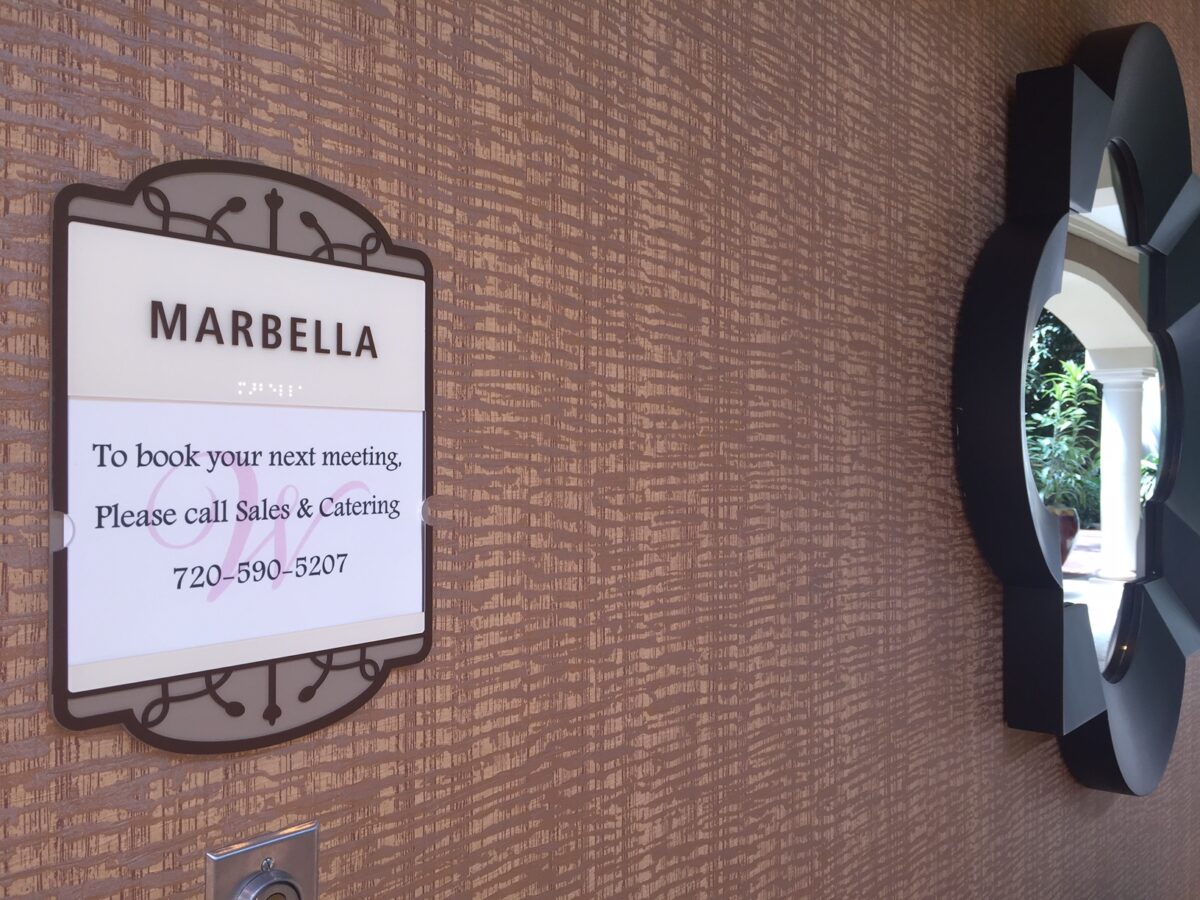 MARBELLA
⠍⠁⠗⠃⠑⠇⠇⠁
To book your next meeting,
W
Please call Sales & Catering
720-590-5207